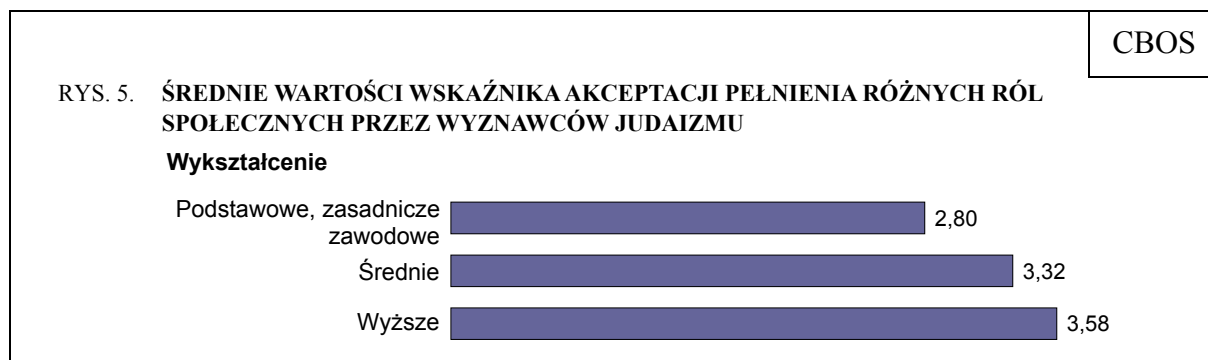 CBOS
RYS. 5. ŚREDNIE WARTOŚCI WSKAŹNIKA AKCEPTACJI PEŁNIENIA RÓŻNYCH RÓL
SPOŁECZNYCH PRZEZ WYZNAWCÓW JUDAIZMU
Wykształcenie
Podstawowe, zasadnicze
zawodowe
2,80
Średnie 3,32
Wyższe 3,58